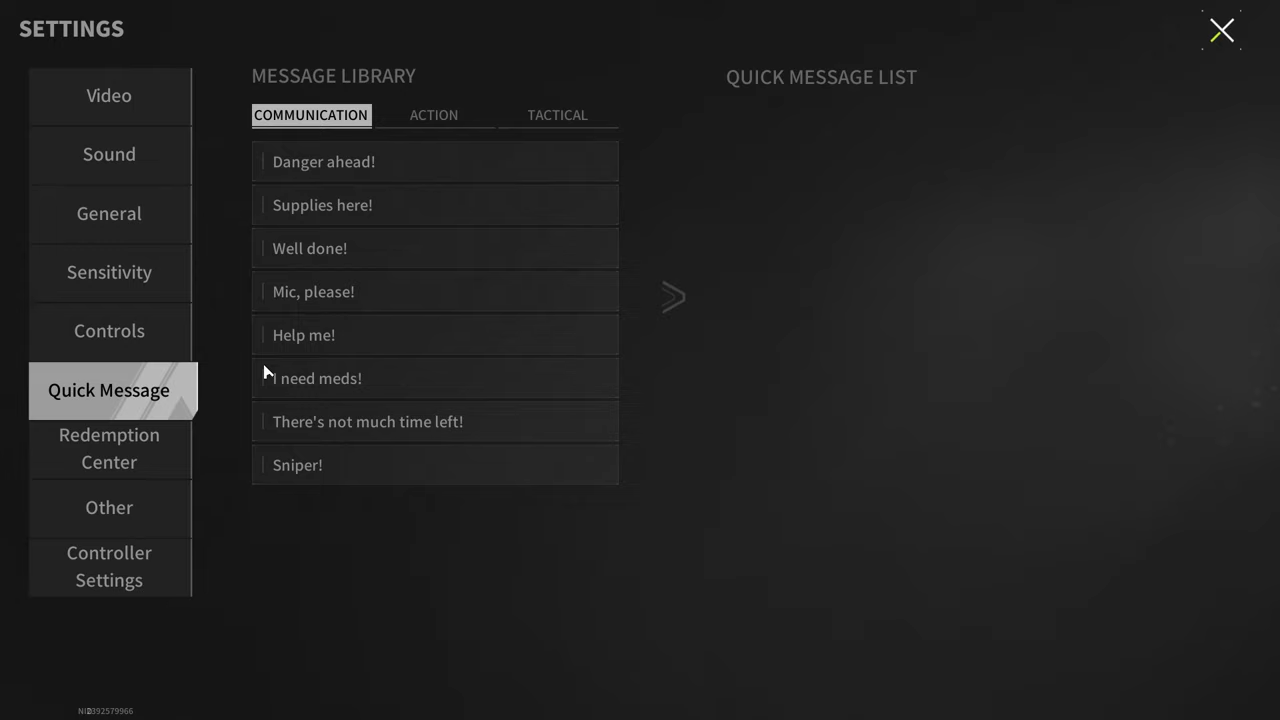 SETTINGS
Video
Sound
General
Sensitivity
Controls
Quick Message
Redemption
Center
Other
Controller
Settings
MESSAGE LIBRARY
COMMUNICATION
ACTION
TACTICAL
Danger ahead!
Supplies here!
Well done!
Mic, please!
Help me!
I need meds!
There's not much time left!
Sniper!
QUICK MESSAGE LIST